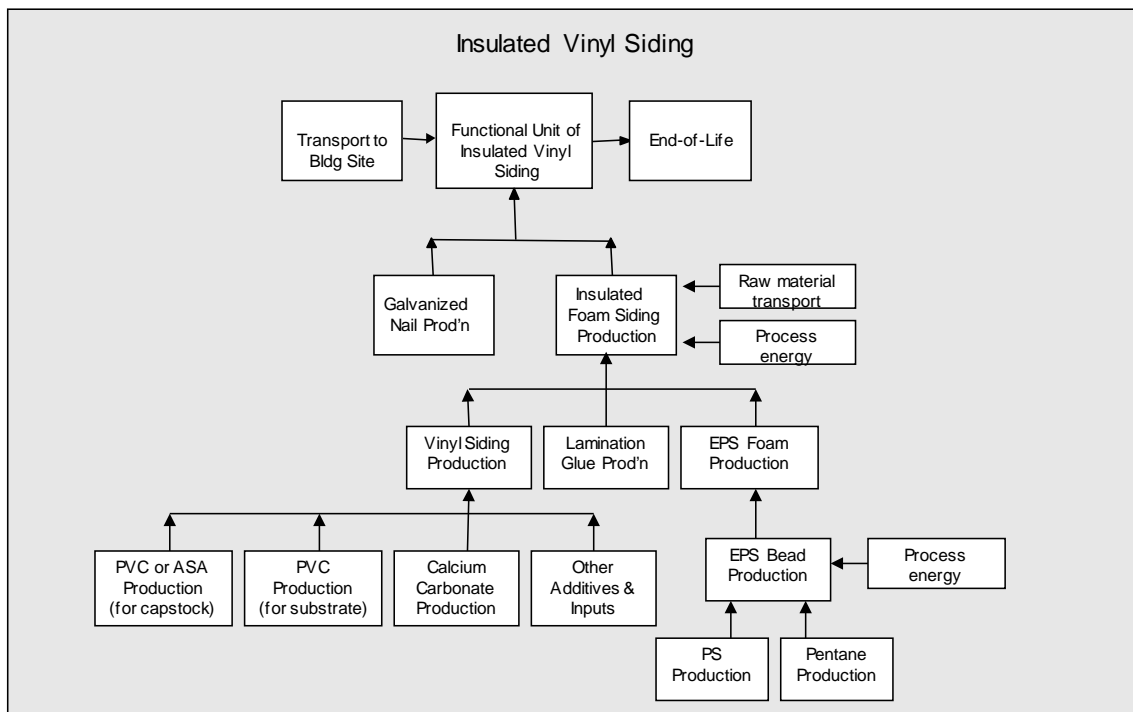 Insulated Vinyl Siding
Transport to
Bldg Site
Functional Unit of
Insulated Vinyl
Siding
End-of-Life
Galvanized
Nail Prod'n
Insulated
Foam Siding
Production
Raw material
transport
Process
energy
Vinyl Siding
Production
Lamination
Glue Prod'n
EPS Foam
Production
PVC or ASA
Production
(for capstock)
PVC
Production
(for substrate)
Calcium
Carbonate
Production
Other
Additives &
Inputs
EPS Bead
Production
Process
energy
PS
Production
Pentane
Production